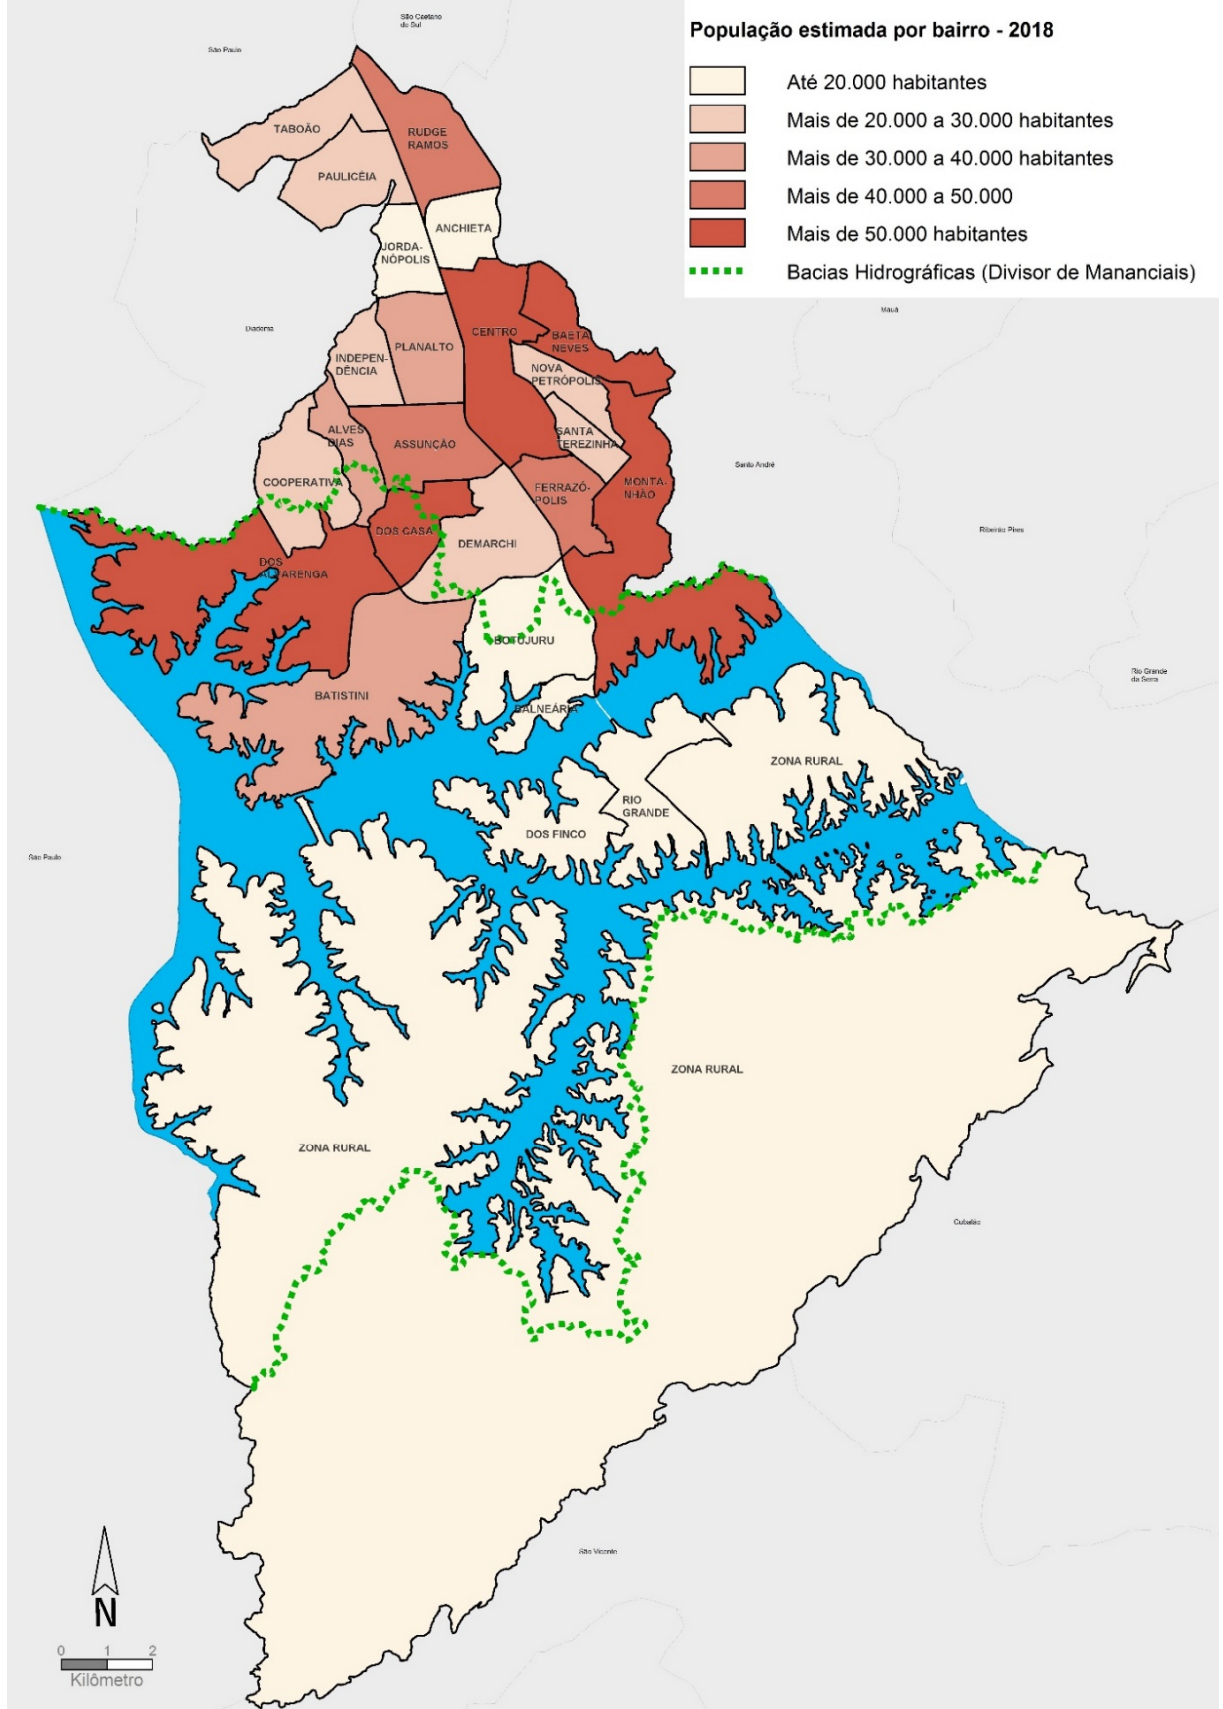 São Caetano
do Sul
São Paulo
População estimada por bairro - 2018
Até 20.000 habitantes
Mais de 20.000 a 30.000 habitantes
Mais de 30.000 a 40.000 habitantes
Mais de 40.000 a 50.000
Mais de 50.000 habitantes
Bacias Hidrográficas (Divisor de Mananciais)
TABOÃO
RUDGE
RAMOS
PAULICÉIA
ANCHIETA
JORDA-
NÓPOLIS
Mauá
Diadema
CENTRO
BAETA
NEVES
PLANALTO
INDEPEN-
DÊNCIA
NOVA
PETRÓPOLIS
ALVES
DIAS
ASSUNÇÃO
SANTA
TEREZINHA
Santo André
COOPERATIVA
FERRAZÓ-
POLIS
MONTA-
NHÃO
Ribeirão Pires
DOS CASA
DEMARCHI
DOS
ALVARENGA
BOTUJURU
Rio Grande
da Serra
BATISTINI
BALNEÁRIA
ZONA RURAL
RIO
GRANDE
DOS FINCO
São Paulo
ZONA RURAL
ZONA RURAL
Cubatão
São Vicente
N
0 1 2
Kilômetro